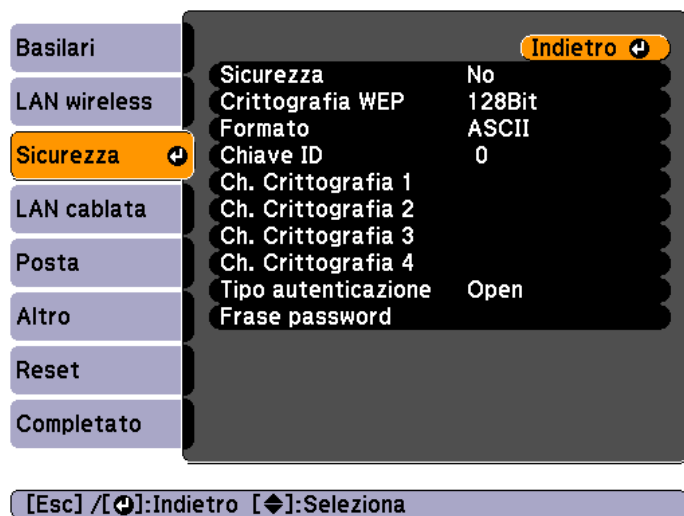 Basilari
LAN wireless
Sicurezza
LAN cablata
Posta
Altro
Reset
Completato
Indietro
Sicurezza No
Crittografia WEP 128Bit
Formato ASCII
Chiave ID 0
Ch. Crittografia 1
Ch. Crittografia 2
Ch. Crittografia 3
Ch. Crittografia 4
Tipo autenticazione Open
Frase password
[Esc] /[⏎]:Indietro [◆]:Seleziona